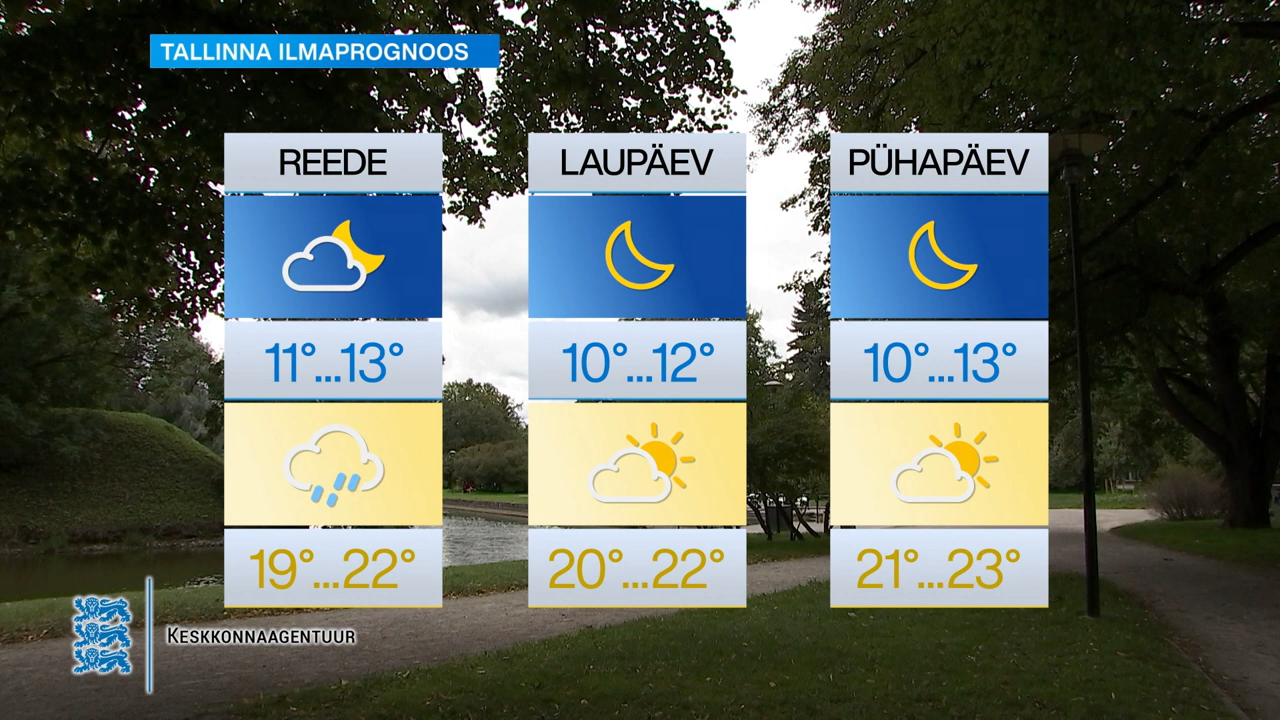 TALLINNA ILMAPROGNOOS
REEDE
11°...13°
19°...22°
LAUPÄEV
10°...12°
20°...22°
PÜHAPÄEV
10°...13°
21°...23°
KESKKONNAAGENTUUR